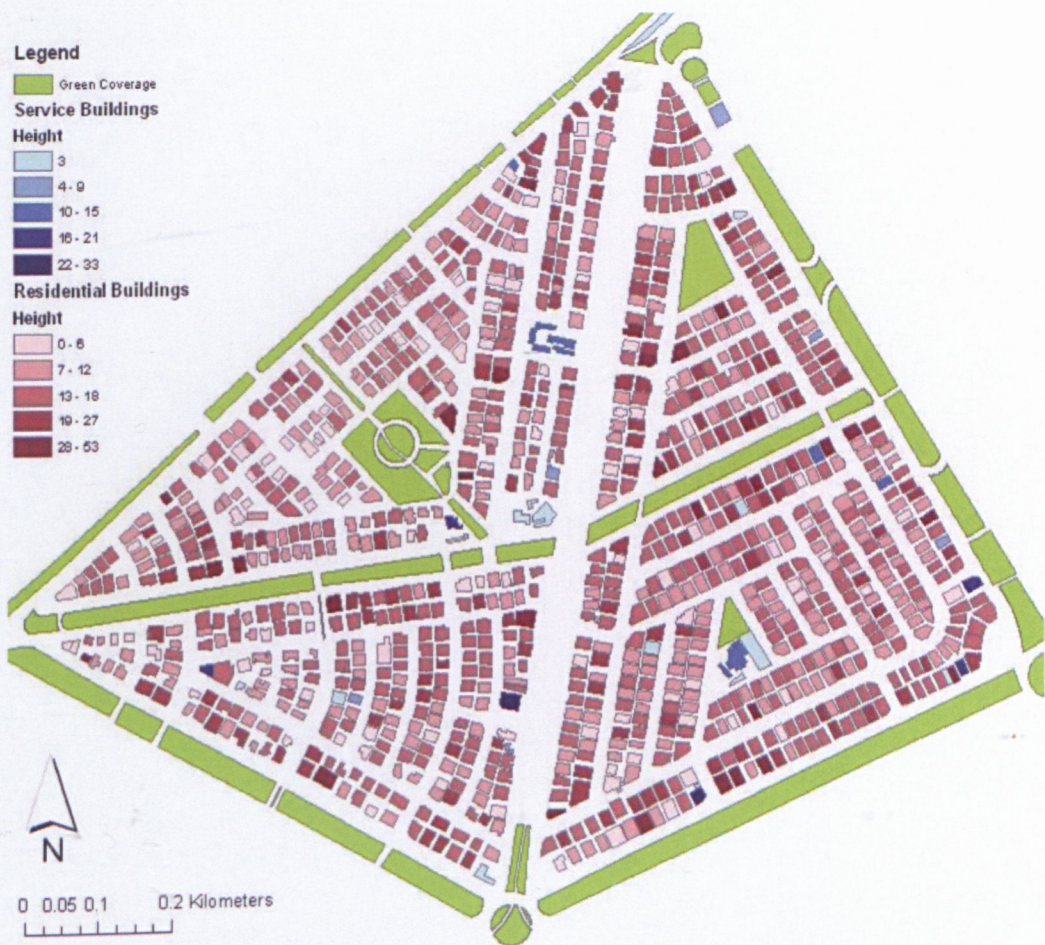 Legend
Green Coverage
Service Buildings
Height
3
4 - 9
10 - 15
16 - 21
22 - 33
Residential Buildings
Height
0 - 6
7 - 12
13 - 18
19 - 27
28 - 53
N
0 0.05 0.1 0.2 Kilometers